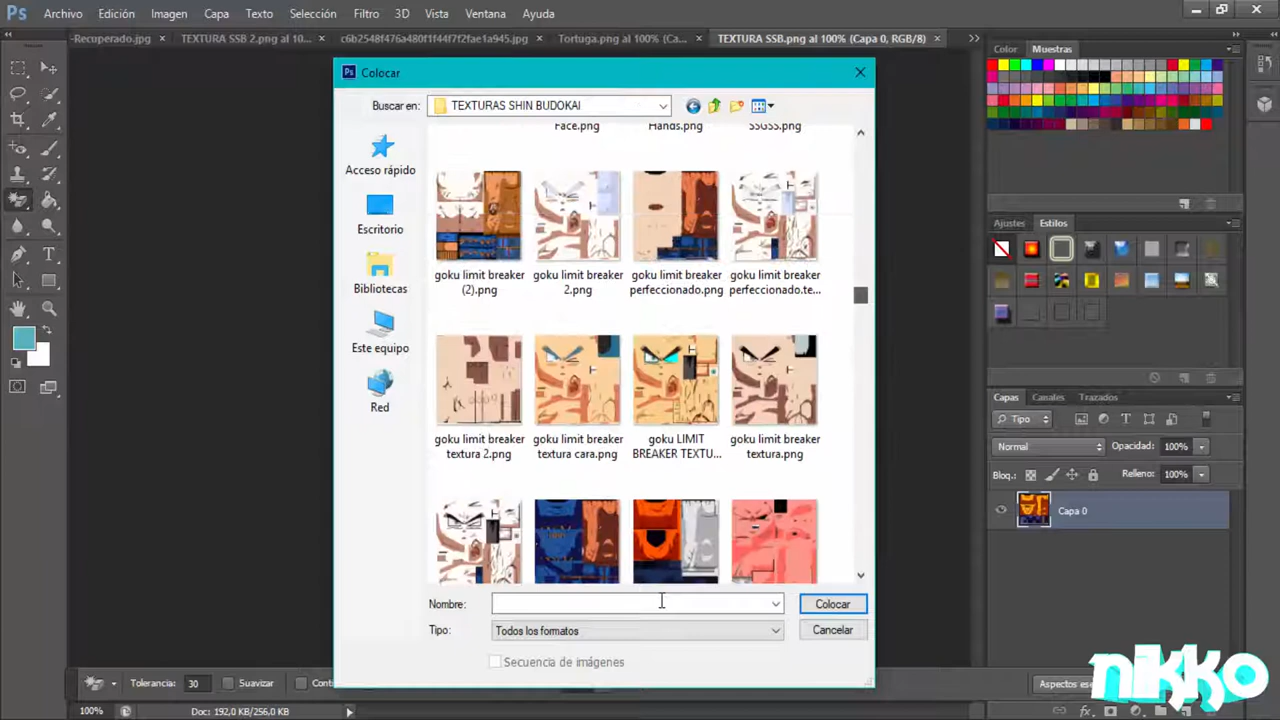 Ps Archivo Edición Imagen Capa Texto Selección Filtro 3D Vista Ventana Ayuda
-Recuperado.jpg × TEXTURA SSB 2.png al 10... × c6b2548f476a480f1f44f7f2fae1a945.jpg × Tortuga.png al 100% (Ca... × TEXTURA SSB.png al 100% (Capa 0, RGB/8) ×
Color Muestras
Ps Colocar
Buscar en: TEXTURAS SHIN BUDOKAI
Face.png Hands.png SSGSS.png
Acceso rápido
Escritorio
Bibliotecas
Este equipo
Red
goku limit breaker (2).png
goku limit breaker 2.png
goku limit breaker perfeccionado.png
goku limit breaker perfeccionado.te...
goku limit breaker textura 2.png
goku limit breaker textura cara.png
goku LIMIT BREAKER TEXTU...
goku limit breaker textura.png
Nombre: Colocar
Tipo: Todos los formatos Cancelar
Secuencia de imágenes
Ajustes Estilos
Capas Canales Trazados
Tipo
Normal Opacidad: 100%
Bloq.: Relleno: 100%
Capa 0
Tolerancia: 30 Suavizar Conti
Aspectos ese
100% Doc: 192,0 KB/256,0 KB
nikko